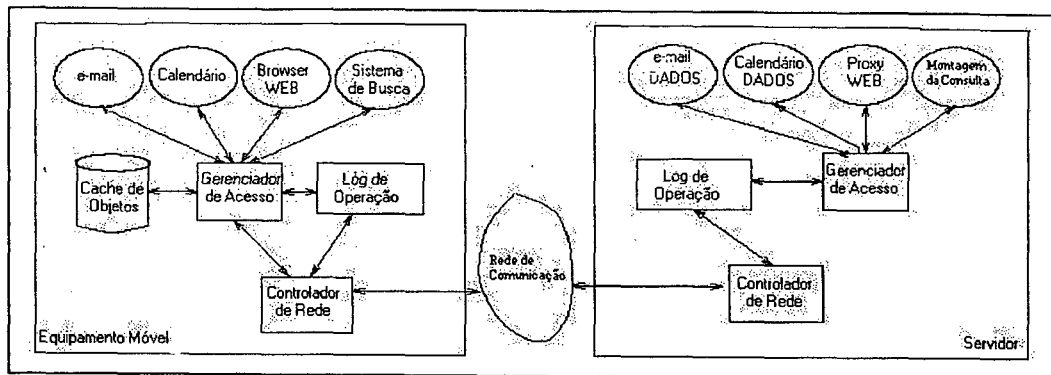 e-mail
Calendário
Browser
WEB
Sistema
de Busca
Cache de
Objetos
Gerenciador
de Acesso
Log de
Operação
Controlador
de Rede
Equipamento Móvel
Rede de
Comunicação
e-mail
DADOS
Calendário
DADOS
Proxy
WEB
Montagem
da Consulta
Log de
Operação
Gerenciador
de Acesso
Controlador
de Rede
Servidor